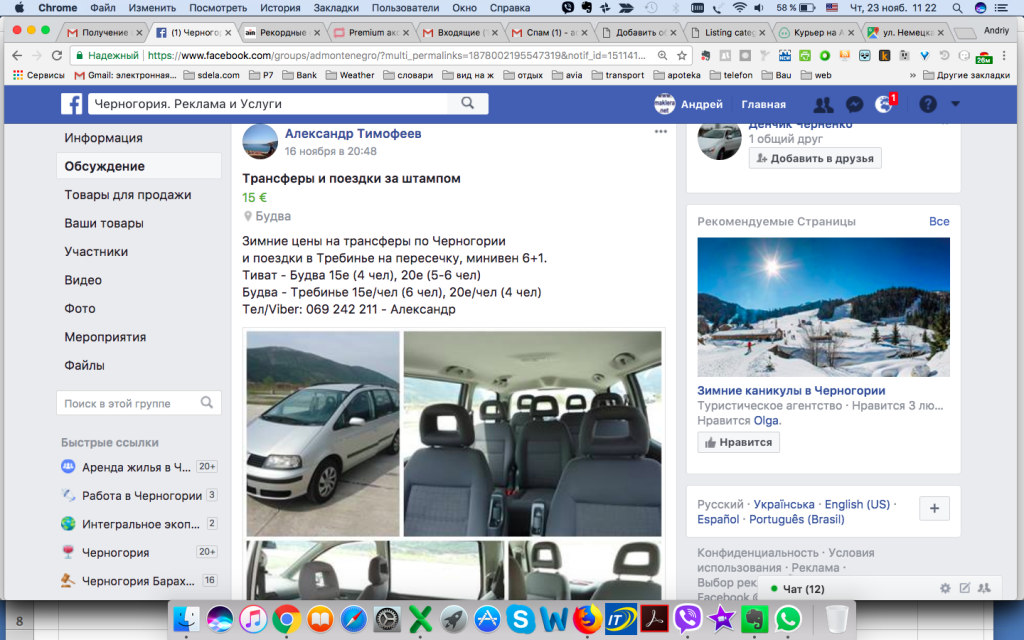 Chrome Файл Изменить Посмотреть История Закладки Пользователи Окно Справка 58 % Чт, 23 нояб. 11 22
Получение (1) Черного Рекордные Premium ак Входящие Спам (1) - Добавить об Listing cate Курьер на ул. Немецка Andriy
Надежный https://www.facebook.com/groups/admontenegro/?multi_permalinks=1878002195547319&notif_id=151141...
Сервисы Gmail: электронная... sdela.com P7 Bank Weather словари вид на ж отдых avia transport apoteka telefon Bau web » Другие закладки
26м
Черногория. Реклама и Услуги
maklera net
Андрей Главная 1
Информация
Обсуждение
Товары для продажи
Ваши товары
Участники
Видео
Фото
Мероприятия
Файлы
Поиск в этой группе
Быстрые ссылки
Аренда жилья в Ч... 20+
Работа в Черногории 3
Интегральное экоп... 2
Черногория 20+
Черногория Барах... 16
Александр Тимофеев
16 ноября в 20:48
Трансферы и поездки за штампом
15 €
Будва
Зимние цены на трансферы по Черногории
и поездки в Требинье на пересечку, минивен 6+1.
Тиват - Будва 15е (4 чел), 20е (5-6 чел)
Будва - Требинье 15е/чел (6 чел), 20е/чел (4 чел)
Тел/Viber: 069 242 211 - Александр
Денчик Черненко
1 общий друг
Добавить в друзья
Рекомендуемые Страницы Все
Зимние каникулы в Черногории
Туристическое агентство · Нравится 3 лю...
Нравится Olga.
Нравится
Русский · Українська · English (US) ·
Español · Português (Brasil)
+
Конфиденциальность · Условия
использования · Реклама ·
Выбор рек
Facebook ©
Чат (12)
8